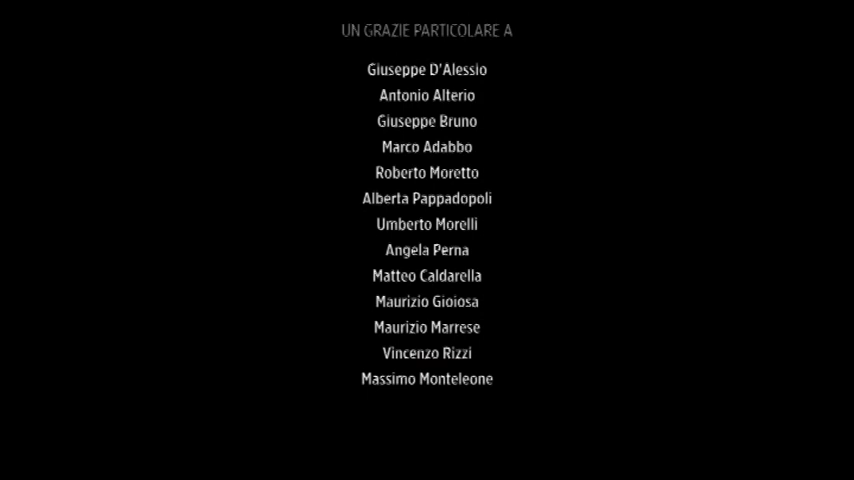 UN GRAZIE PARTICOLARE A
Giuseppe D'Alessio
Antonio Alterio
Giuseppe Bruno
Marco Adabbo
Roberto Moretto
Alberta Pappadopoli
Umberto Morelli
Angela Perna
Matteo Caldarella
Maurizio Gioiosa
Maurizio Marrese
Vincenzo Rizzi
Massimo Monteleone